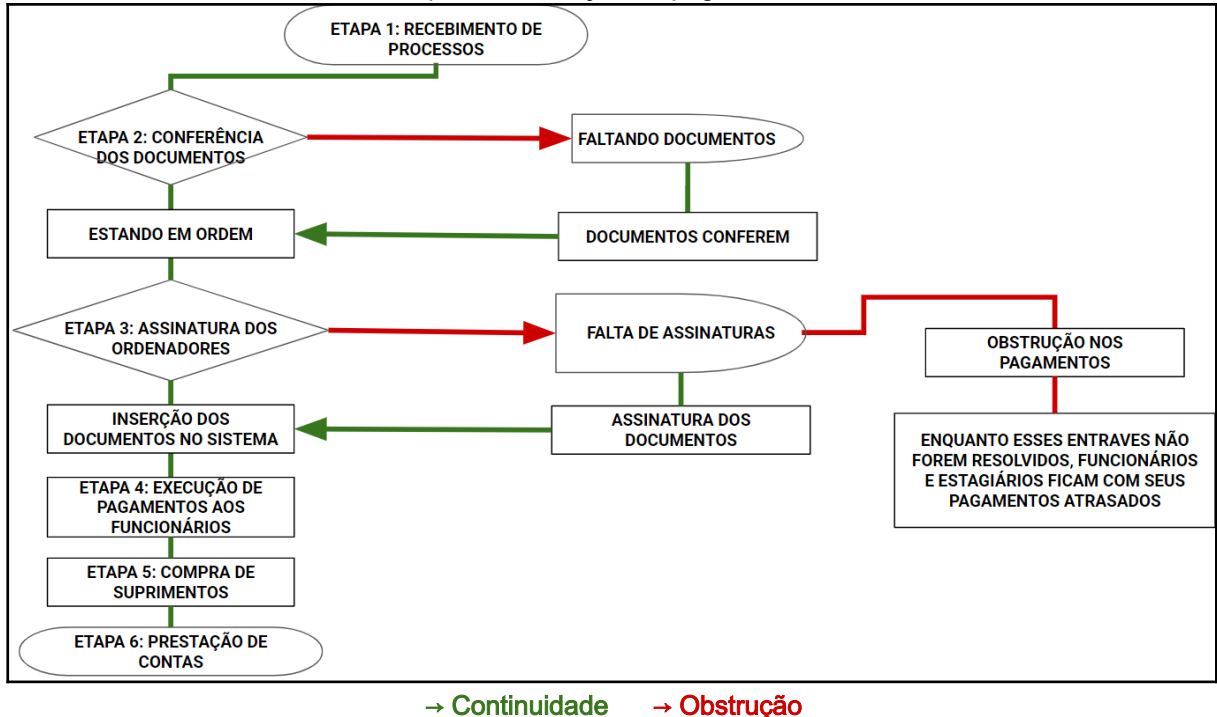 ETAPA 1: RECEBIMENTO DE
PROCESSOS
ETAPA 2: CONFERÊNCIA
DOS DOCUMENTOS
FALTANDO DOCUMENTOS
ESTANDO EM ORDEM
DOCUMENTOS CONFEREM
ETAPA 3: ASSINATURA DOS
ORDENADORES
FALTA DE ASSINATURAS
OBSTRUÇÃO NOS
PAGAMENTOS
INSERÇÃO DOS
DOCUMENTOS NO SISTEMA
ASSINATURA DOS
DOCUMENTOS
ENQUANTO ESSES ENTRAVES NÃO
FOREM RESOLVIDOS, FUNCIONÁRIOS
E ESTAGIÁRIOS FICAM COM SEUS
PAGAMENTOS ATRASADOS
ETAPA 4: EXECUÇÃO DE
PAGAMENTOS AOS
FUNCIONÁRIOS
ETAPA 5: COMPRA DE
SUPRIMENTOS
ETAPA 6: PRESTAÇÃO DE
CONTAS
→ Continuidade → Obstrução